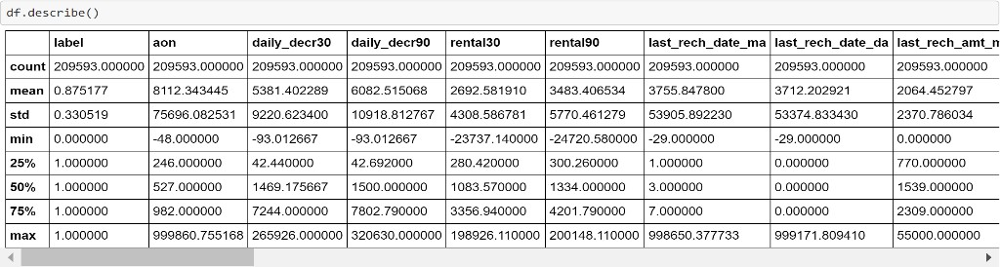 df.describe()
label aon daily_decr30 daily_decr90 rental30 rental90 last_rech_date_ma last_rech_date_da last_rech_amt_m
count 209593.000000 209593.000000 209593.000000 209593.000000 209593.000000 209593.000000 209593.000000 209593.000000 209593.000000
mean 0.875177 8112.343445 5381.402289 6082.515068 2692.581910 3483.406534 3755.847800 3712.202921 2064.452797
std 0.330519 75696.082531 9220.623400 10918.812767 4308.586781 5770.461279 53905.892230 53374.833430 2370.786034
min 0.000000 -48.000000 -93.012667 -93.012667 -23737.140000 -24720.580000 -29.000000 -29.000000 0.000000
25% 1.000000 246.000000 42.440000 42.692000 280.420000 300.260000 1.000000 0.000000 770.000000
50% 1.000000 527.000000 1469.175667 1500.000000 1083.570000 1334.000000 3.000000 0.000000 1539.000000
75% 1.000000 982.000000 7244.000000 7802.790000 3356.940000 4201.790000 7.000000 0.000000 2309.000000
max 1.000000 999860.755168 265926.000000 320630.000000 198926.110000 200148.110000 998650.377733 999171.809410 55000.000000